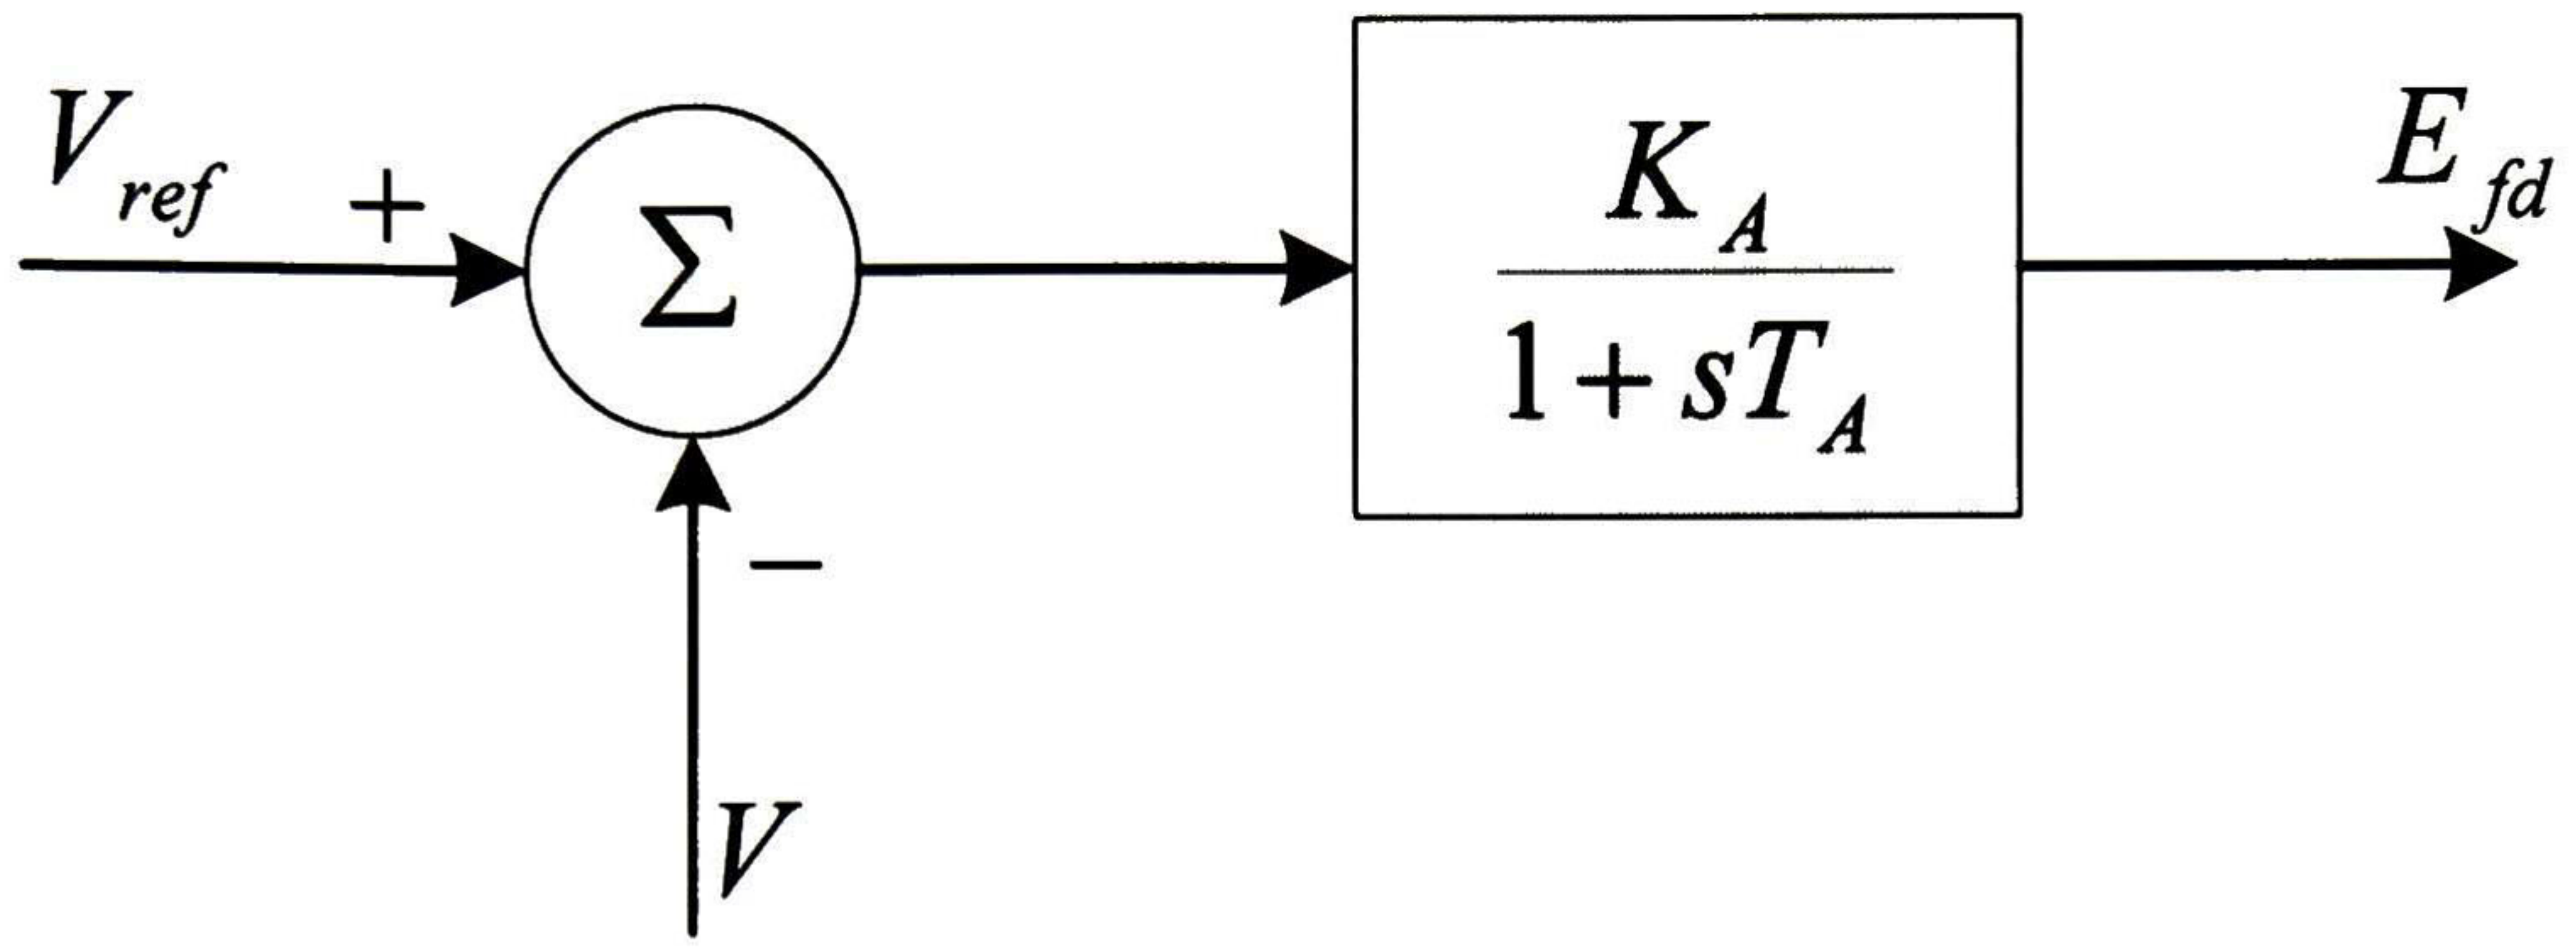 V_ref
+
Σ
K_A
1 + sT_A
E_fd
−
V